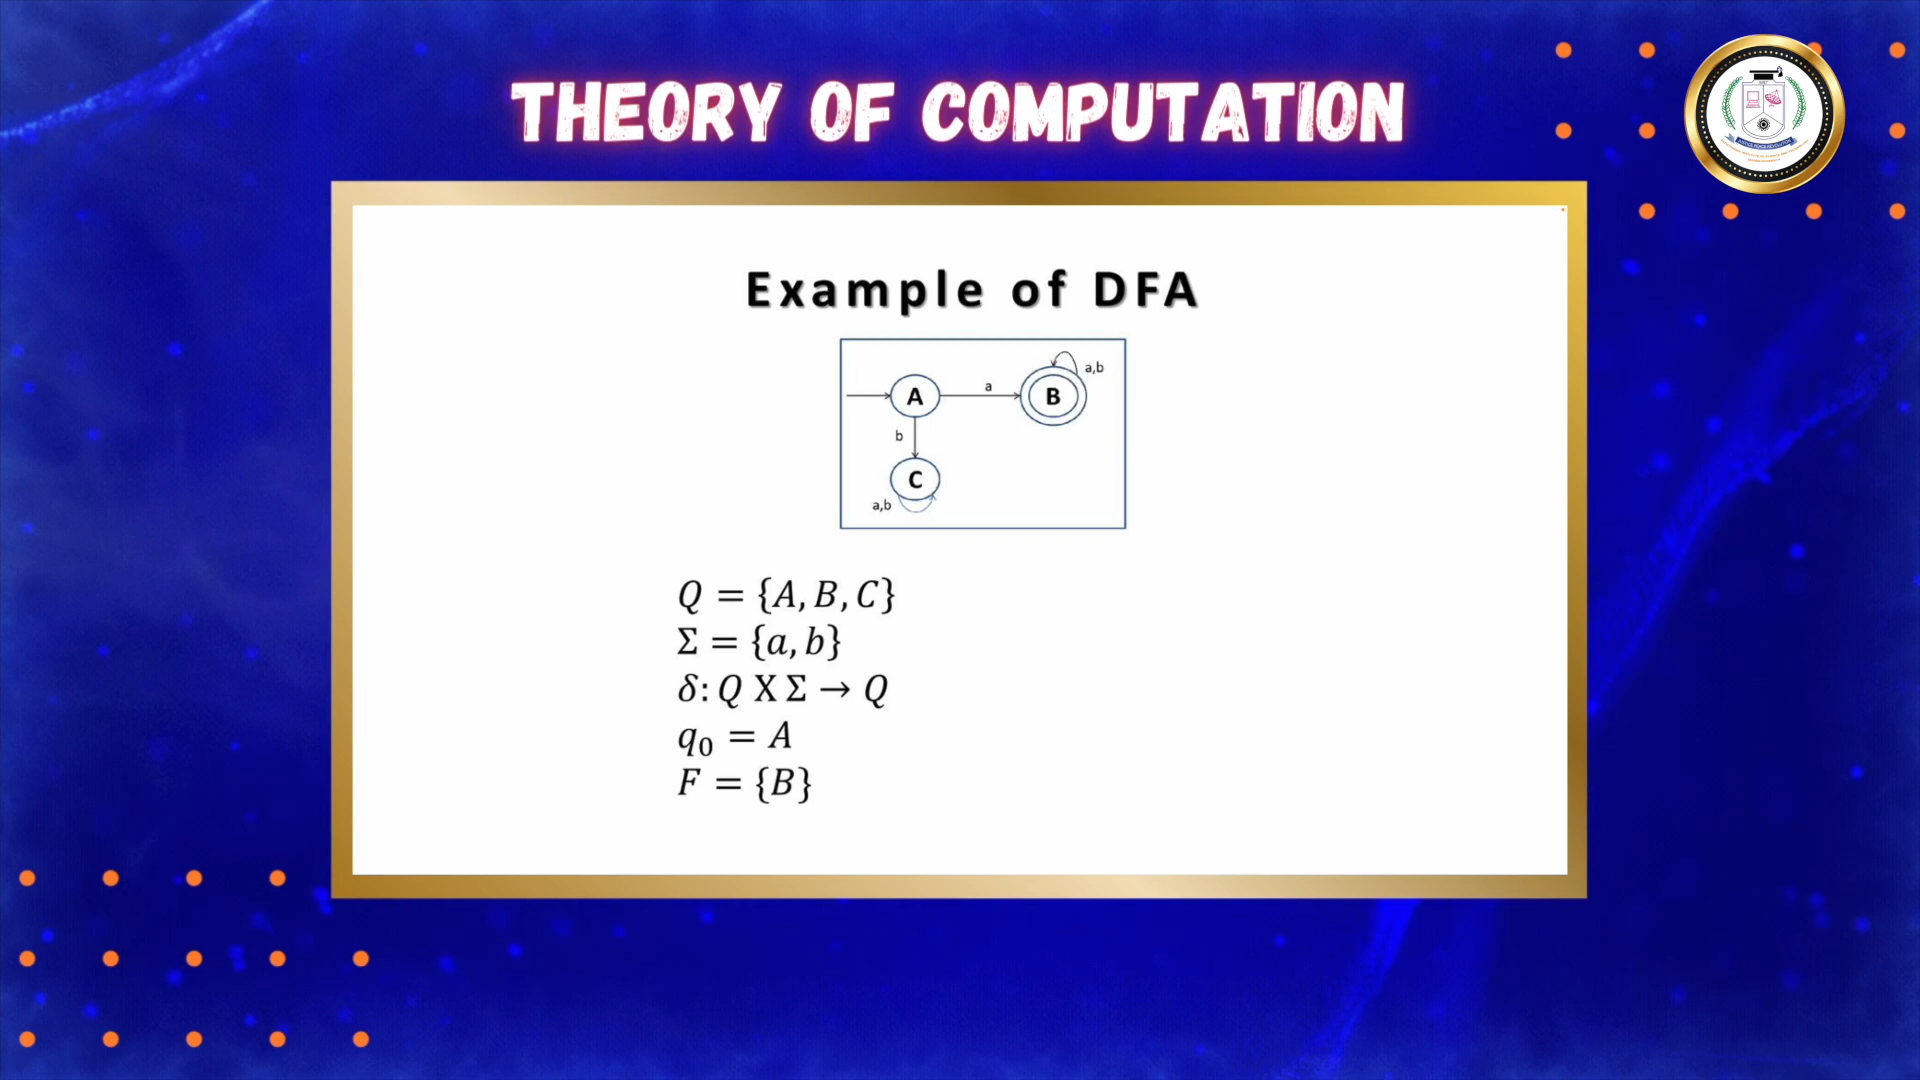 THEORY OF COMPUTATION
Example of DFA
A
a
B
a,b
b
C
a,b
Q = {A, B, C}
Σ = {a, b}
δ: Q X Σ → Q
q₀ = A
F = {B}